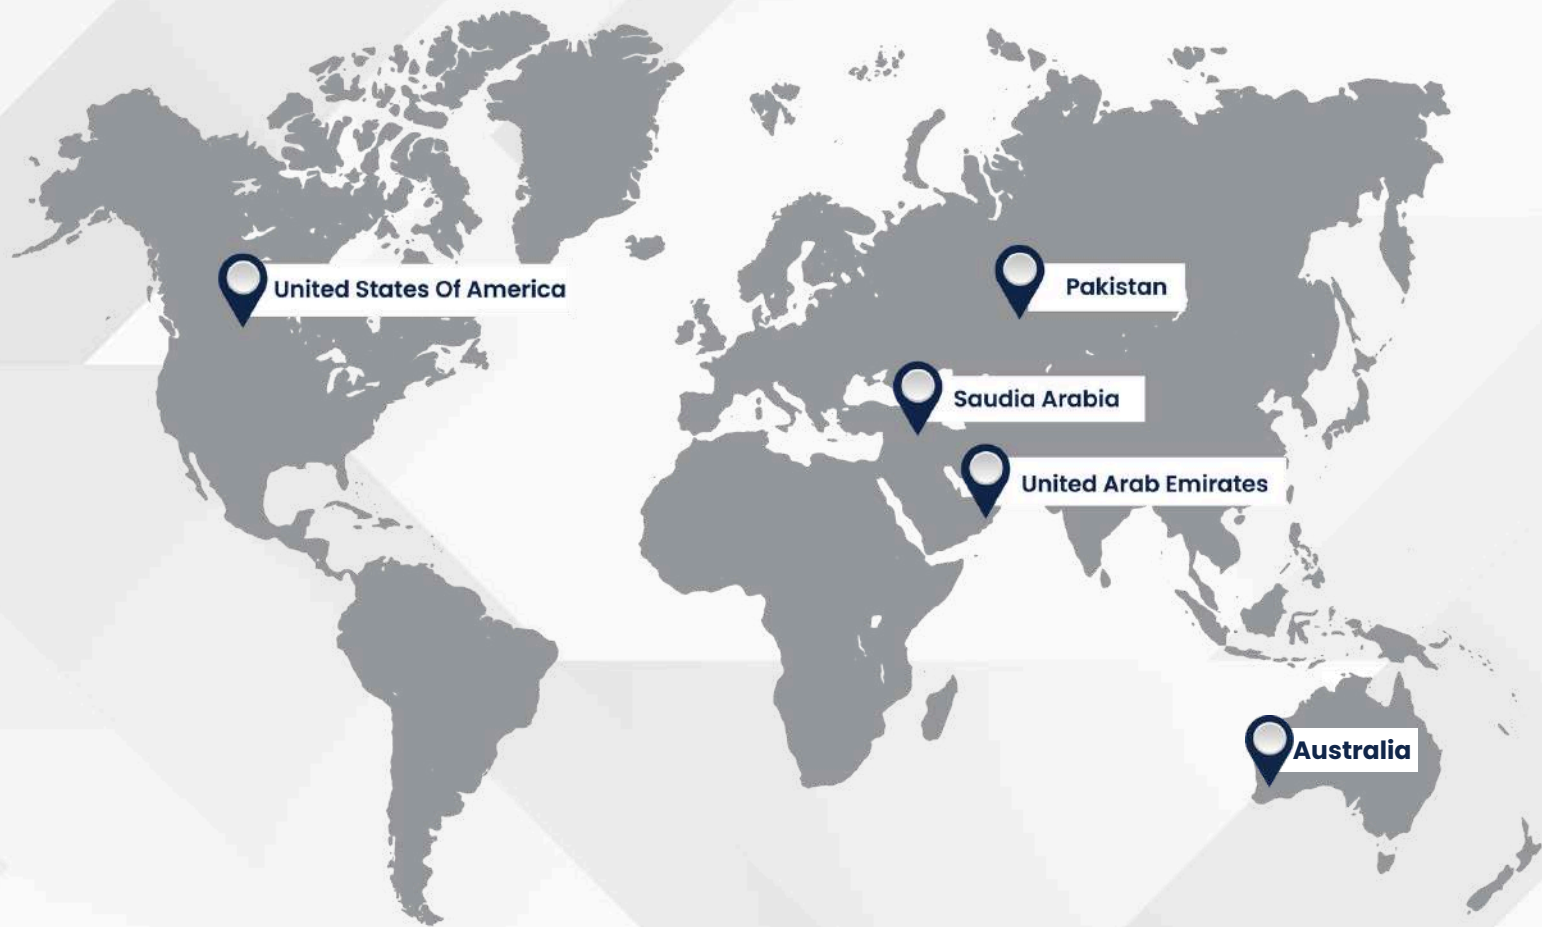 United States Of America
Pakistan
Saudia Arabia
United Arab Emirates
Australia